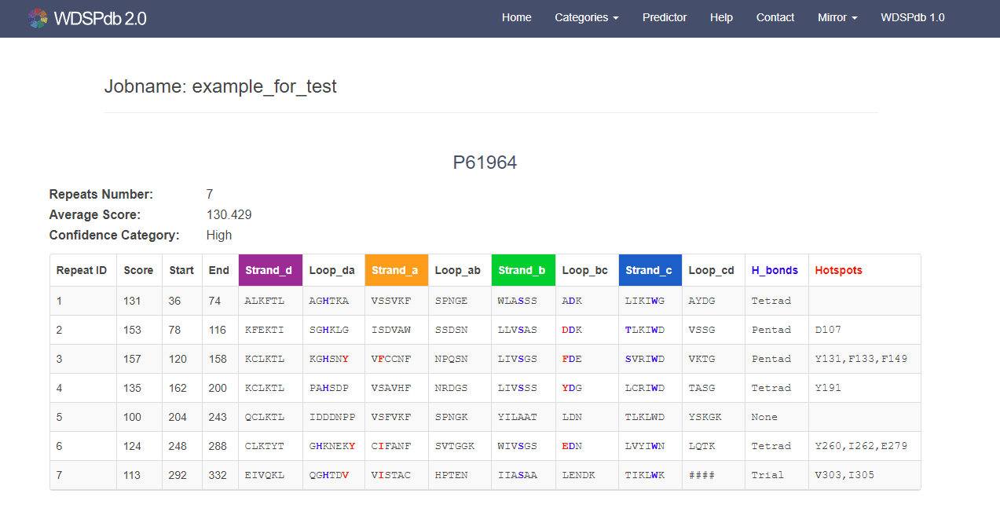 WDSPdb 2.0 Home Categories Predictor Help Contact Mirror WDSPdb 1.0
Jobname: example_for_test
P61964
Repeats Number: 7
Average Score: 130.429
Confidence Category: High
Repeat ID Score Start End Strand_d Loop_da Strand_a Loop_ab Strand_b Loop_bc Strand_c Loop_cd H_bonds Hotspots
1 131 36 74 ALKFTL AGHTKA VSSVKF SPNGE WLASSS ADK LIKIWG AYDG Tetrad
2 153 78 116 KFEKTI SGHKLG ISDVAW SSDSN LLVSAS DDK TLKIWD VSSG Pentad D107
3 157 120 158 KCLKTL KGHSNY VFCCNF NPQSN LIVSGS FDE SVRIWD VKTG Pentad Y131,F133,F149
4 135 162 200 KCLKTL PAHSDP VSAVHF NRDGS LIVSSS YDG LCRIWD TASG Tetrad Y191
5 100 204 243 QCLKTL IDDDNPP VSFVKF SPNGK YILAAT LDN TLKLWD YSKGK None
6 124 248 288 CLKTYT GHKNEKY CIFANF SVTGGK WIVSGS EDN LVYIWN LQTK Tetrad Y260,I262,E279
7 113 292 332 EIVQKL QGHTDV VISTAC HPTEN IIASAA LENDK TIKLWK #### Trial V303,I305